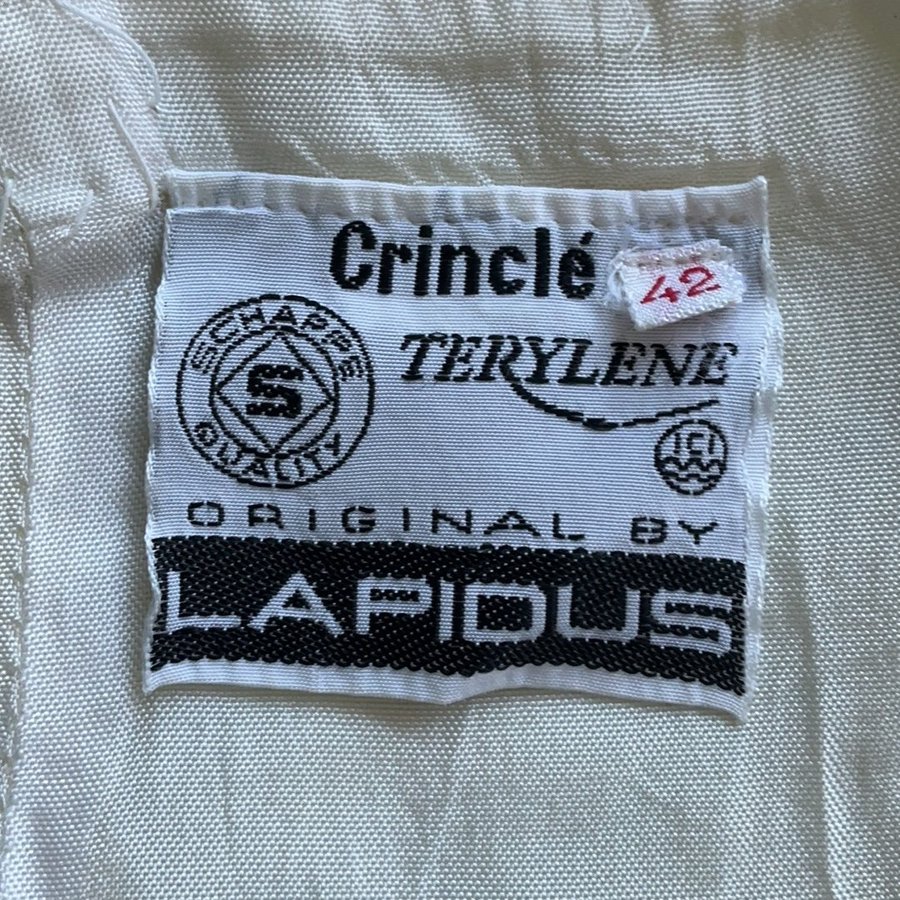 Crinclé
42
SCHAPPE
S
QUALITY
TERYLENE
ICI
ORIGINAL BY
LAPIDUS